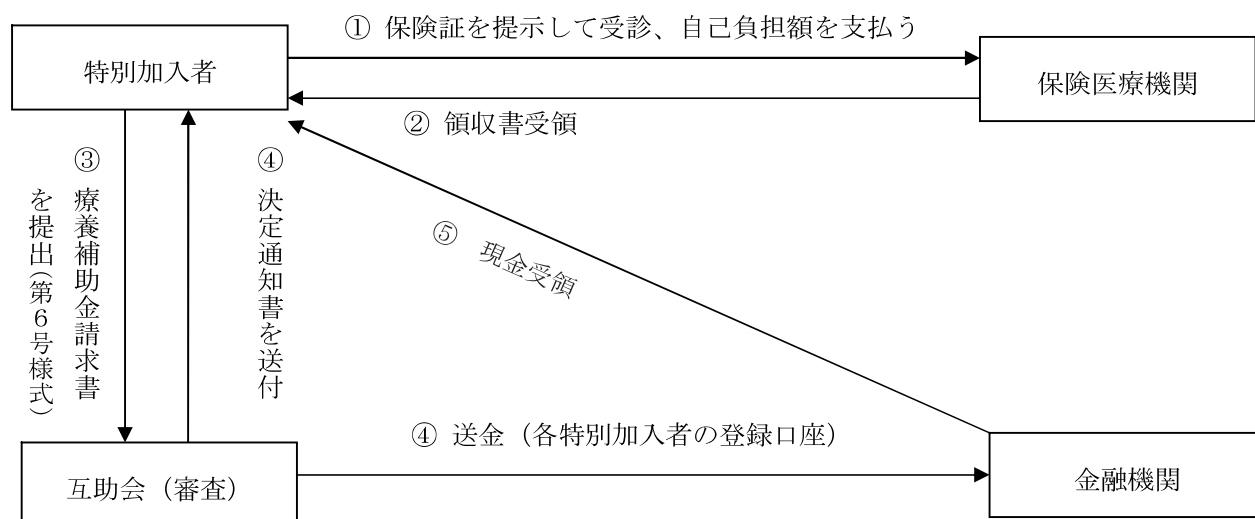 ① 保険証を提示して受診、自己負担額を支払う
特別加入者
保険医療機関
② 領収書受領
③ 療養補助金請求書
を提出(第6号様式)
④ 決定通知書を送付
⑤ 現金受領
④ 送金（各特別加入者の登録口座）
互助会（審査）
金融機関